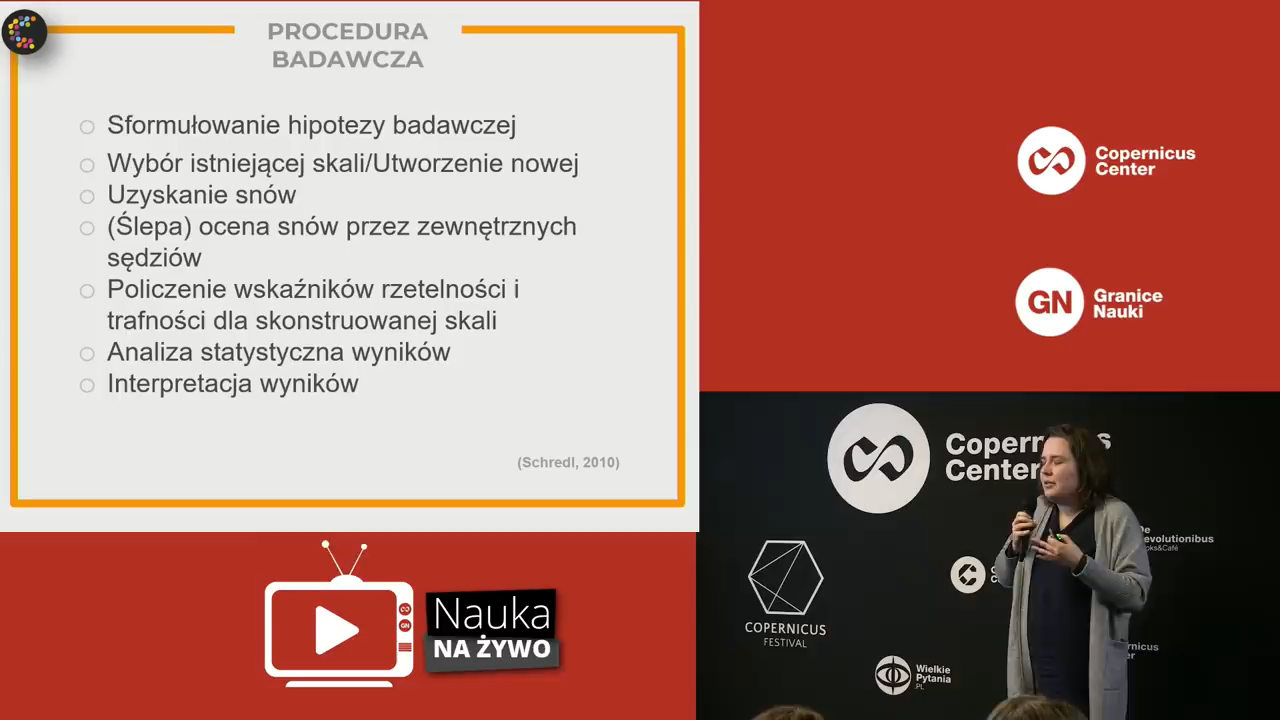 PROCEDURA
BADAWCZA
Sformułowanie hipotezy badawczej
Wybór istniejącej skali/Utworzenie nowej
Uzyskanie snów
(Ślepa) ocena snów przez zewnętrznych
sędziów
Policzenie wskaźników rzetelności i
trafności dla skonstruowanej skali
Analiza statystyczna wyników
Interpretacja wyników
(Schredl, 2010)
Copernicus
Center
GN
Granice
Nauki
Nauka
NA ŻYWO
Center
COPERNICUS
FESTIVAL
Wielkie
Pytania
.PL